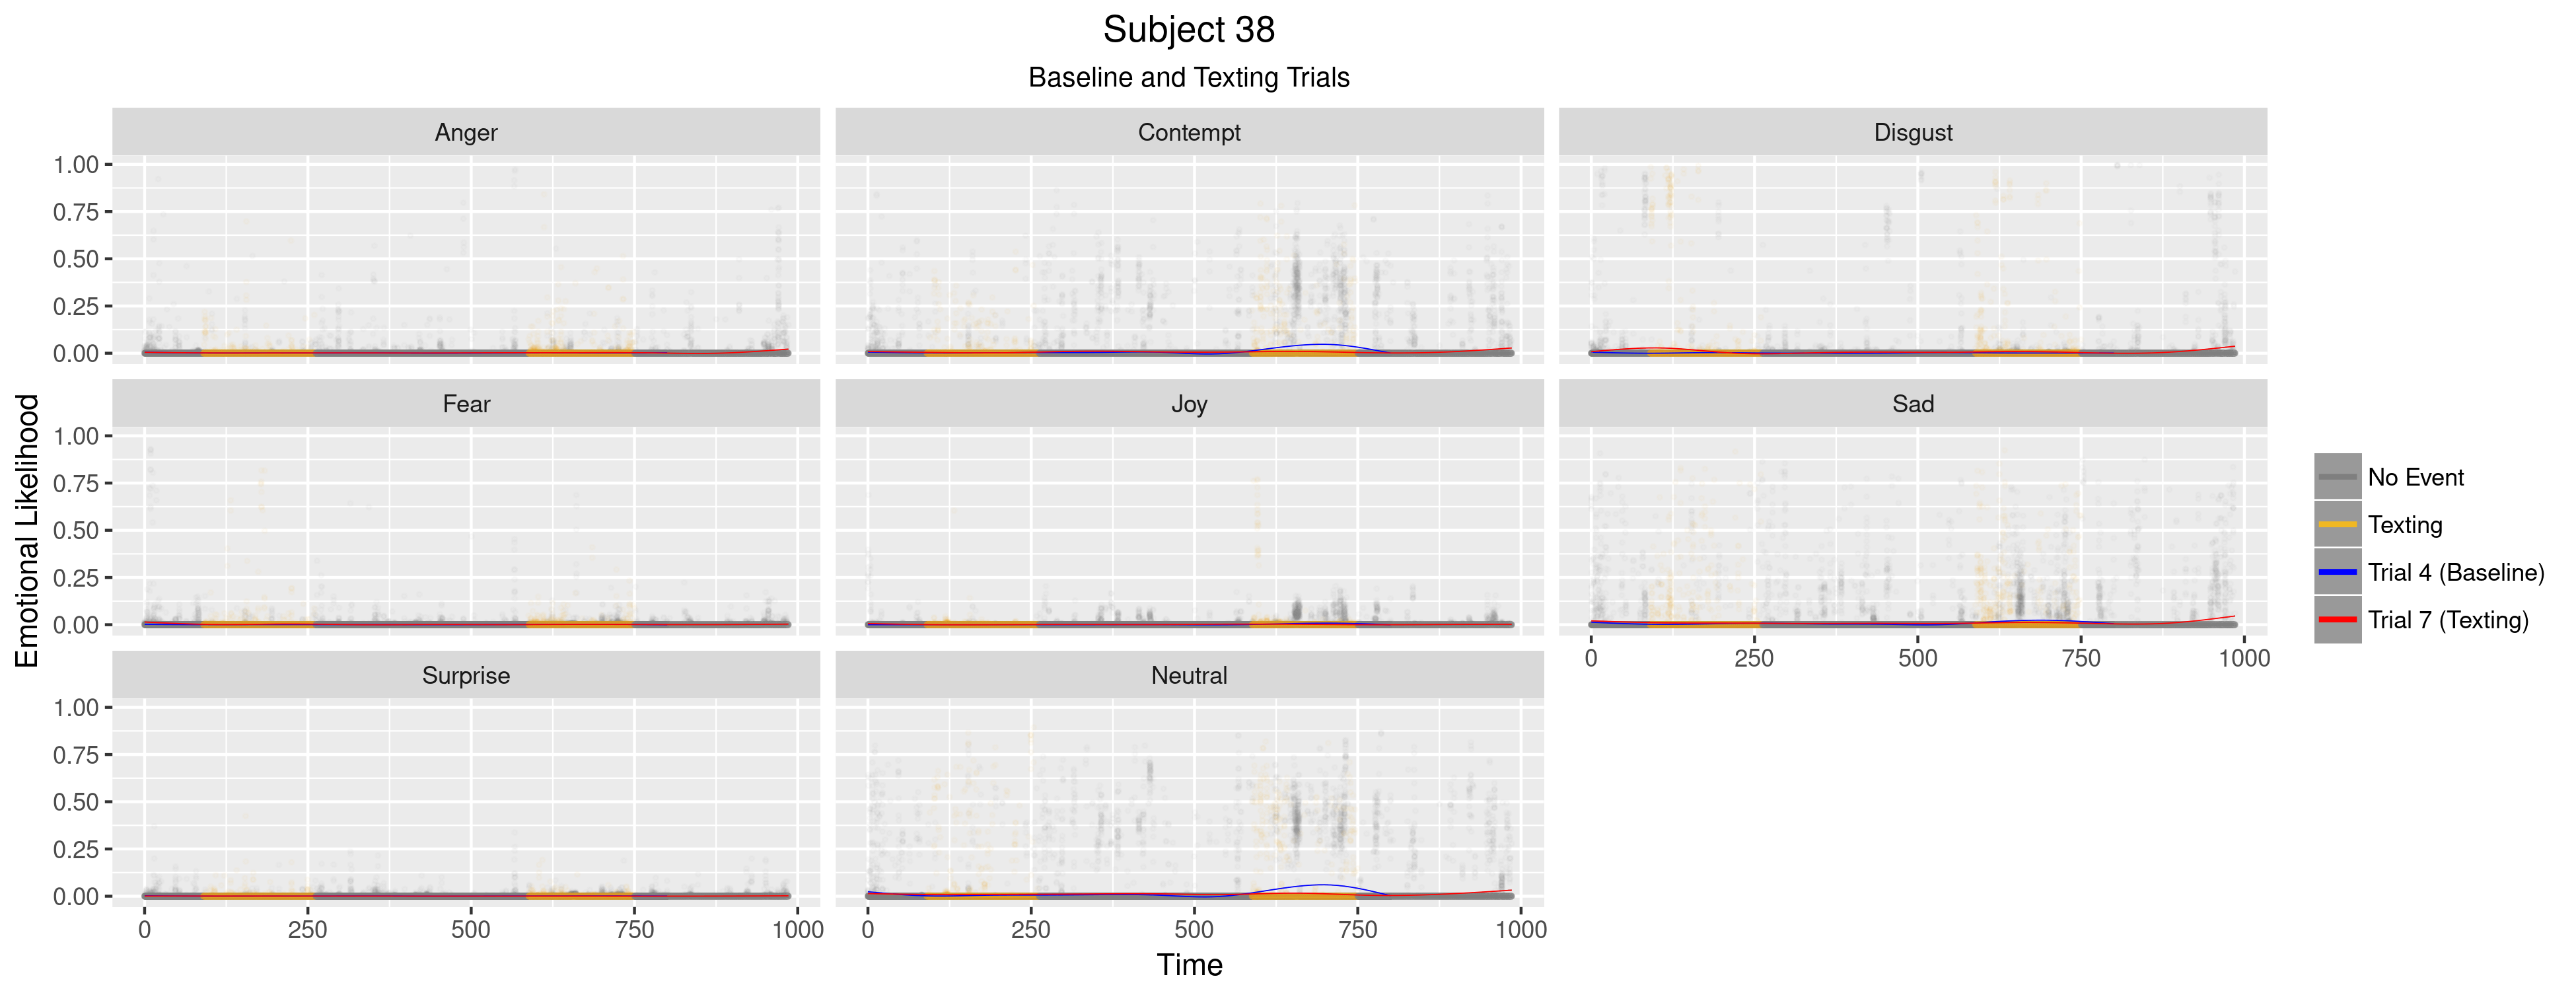 Subject 38
Baseline and Texting Trials
Anger Contempt Disgust
1.00
0.75
0.50
0.25
0.00
Fear Joy Sad
1.00
0.75
0.50
0.25
0.00
0 250 500 750 1000
Surprise Neutral
1.00
0.75
0.50
0.25
0.00
0 250 500 750 1000 0 250 500 750 1000
Time
Emotional Likelihood
No Event
Texting
Trial 4 (Baseline)
Trial 7 (Texting)